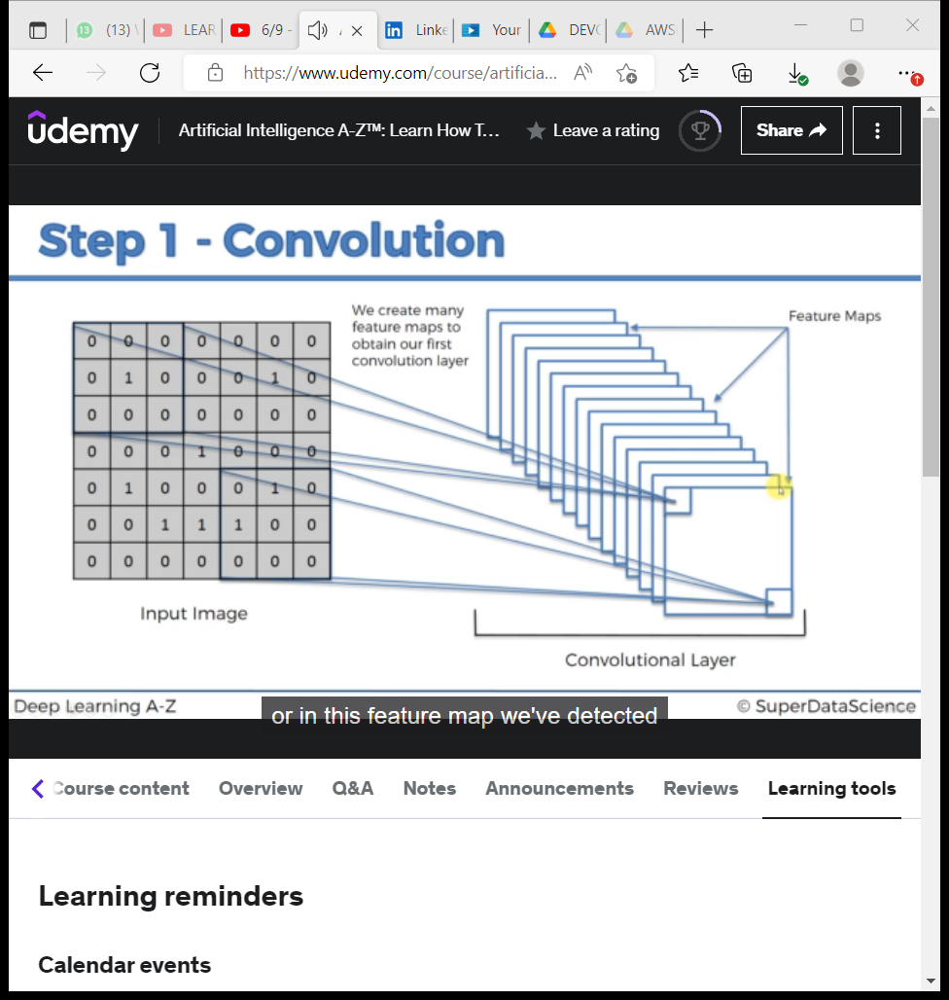 (13) LEAR 6/9 - Linke Your DEVO AWS
https://www.udemy.com/course/artificia...
ûdemy Artificial Intelligence A-Z™: Learn How T... Leave a rating Share
Step 1 - Convolution
We create many
feature maps to
obtain our first
convolution layer
Feature Maps
0 0 0 0 0 0 0
0 1 0 0 0 1 0
0 0 0 0 0 0 0
0 0 0 1 0 0 0
0 1 0 0 0 1 0
0 0 1 1 1 0 0
0 0 0 0 0 0 0
Input Image
Convolutional Layer
Deep Learning A-Z
© SuperDataScience
or in this feature map we've detected
Course content Overview Q&A Notes Announcements Reviews Learning tools
Learning reminders
Calendar events